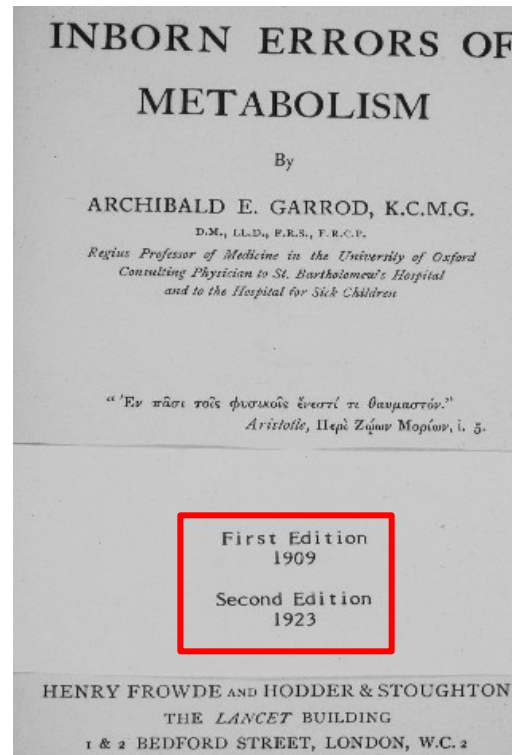 INBORN ERRORS OF
METABOLISM
By
ARCHIBALD E. GARROD, K.C.M.G.
D.M., LL.D., F.R.S., F.R.C.P.
Regius Professor of Medicine in the University of Oxford
Consulting Physician to St. Bartholomew's Hospital
and to the Hospital for Sick Children
“ Ἐν πᾶσι τοῖς φυσικοῖς ἔνεστί τι θαυμαστόν.”
Aristotle, Περὶ Ζῴων Μορίων, i. 5.
First Edition
1909
Second Edition
1923
HENRY FROWDE AND HODDER & STOUGHTON
THE LANCET BUILDING
1 & 2 BEDFORD STREET, LONDON, W.C. 2